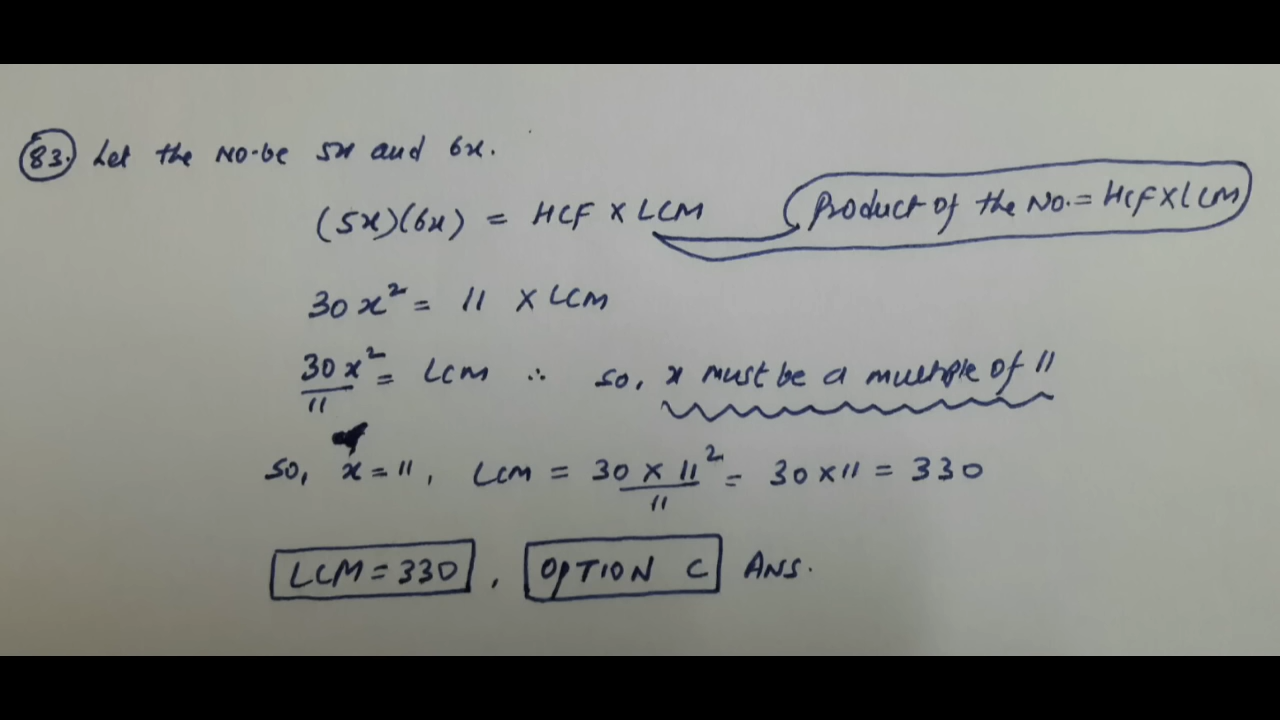 83. Let the No. be 5x and 6x.
(5x)(6x) = HCF X LCM
Product of the No. = HCF X LCM
30x² = 11 X LCM
30x²/11 = LCM ∴ so, x must be a multiple of 11
So, x = 11, LCM = 30 X 11²/11 = 30 X 11 = 330
LCM = 330, OPTION C ANS.